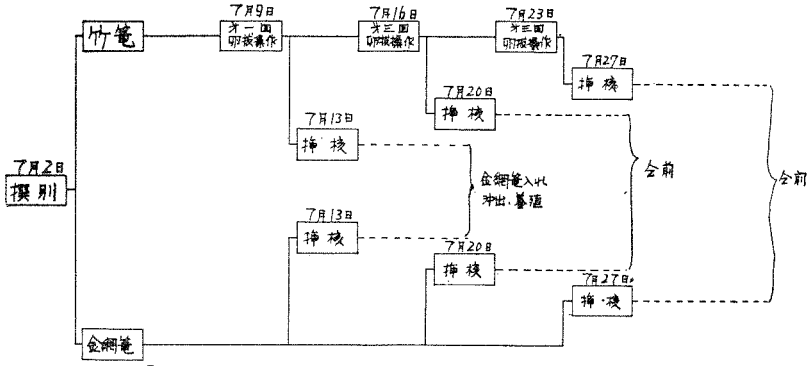 7月9日
7月16日
7月23日
竹篭
才一回
卵抜操作
才三回
卵抜操作
才三回
卵抜操作
7月27日
挿核
7月20日
挿核
7月13日
挿核
7月2日
撰別
金網篭入れ
沖出、蓄殖
仝前
仝前
7月13日
挿核
7月20日
挿核
7月27日
挿・核
金網篭